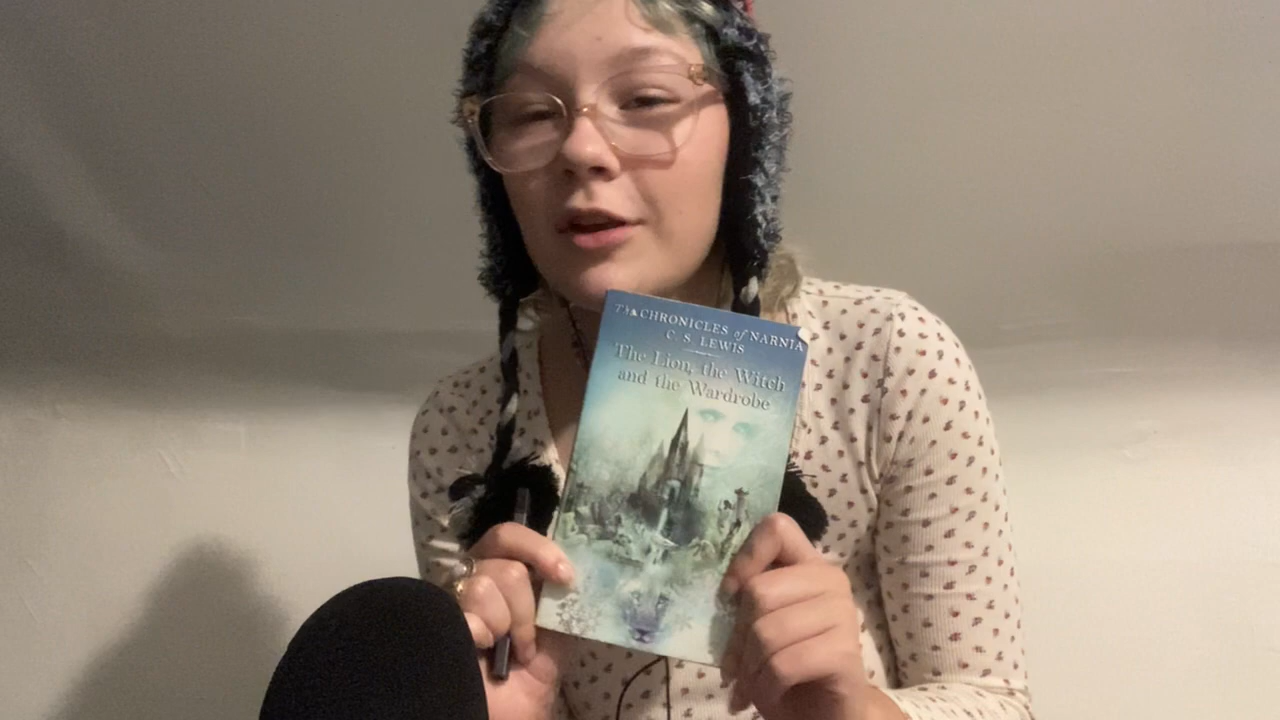 The CHRONICLES of NARNIA
C. S. LEWIS
The Lion, the Witch
and the Wardrobe